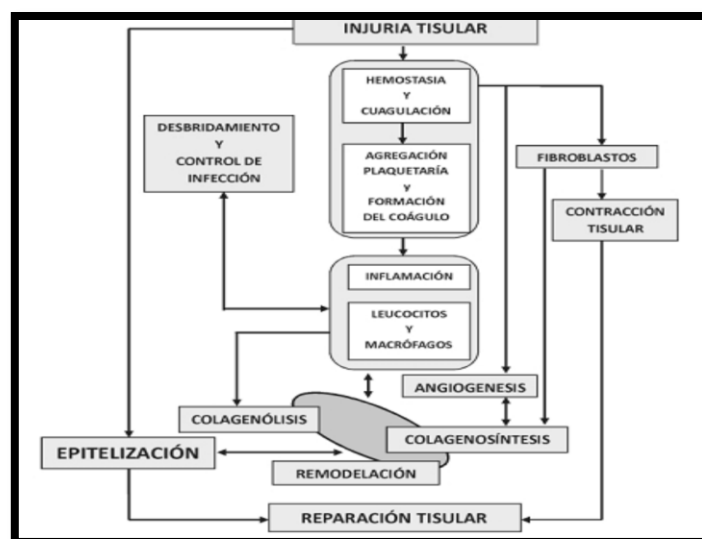 INJURIA TISULAR
HEMOSTASIA
Y
CUAGULACIÓN
DESBRIDAMIENTO
Y
CONTROL DE
INFECCIÓN
AGREGACIÓN
PLAQUETARÍA
Y
FORMACIÓN
DEL COÁGULO
FIBROBLASTOS
CONTRACCIÓN
TISULAR
INFLAMACIÓN
LEUCOCITOS
Y
MACRÓFAGOS
ANGIOGENESIS
COLAGENÓLISIS
COLAGENOSÍNTESIS
EPITELIZACIÓN
REMODELACIÓN
REPARACIÓN TISULAR